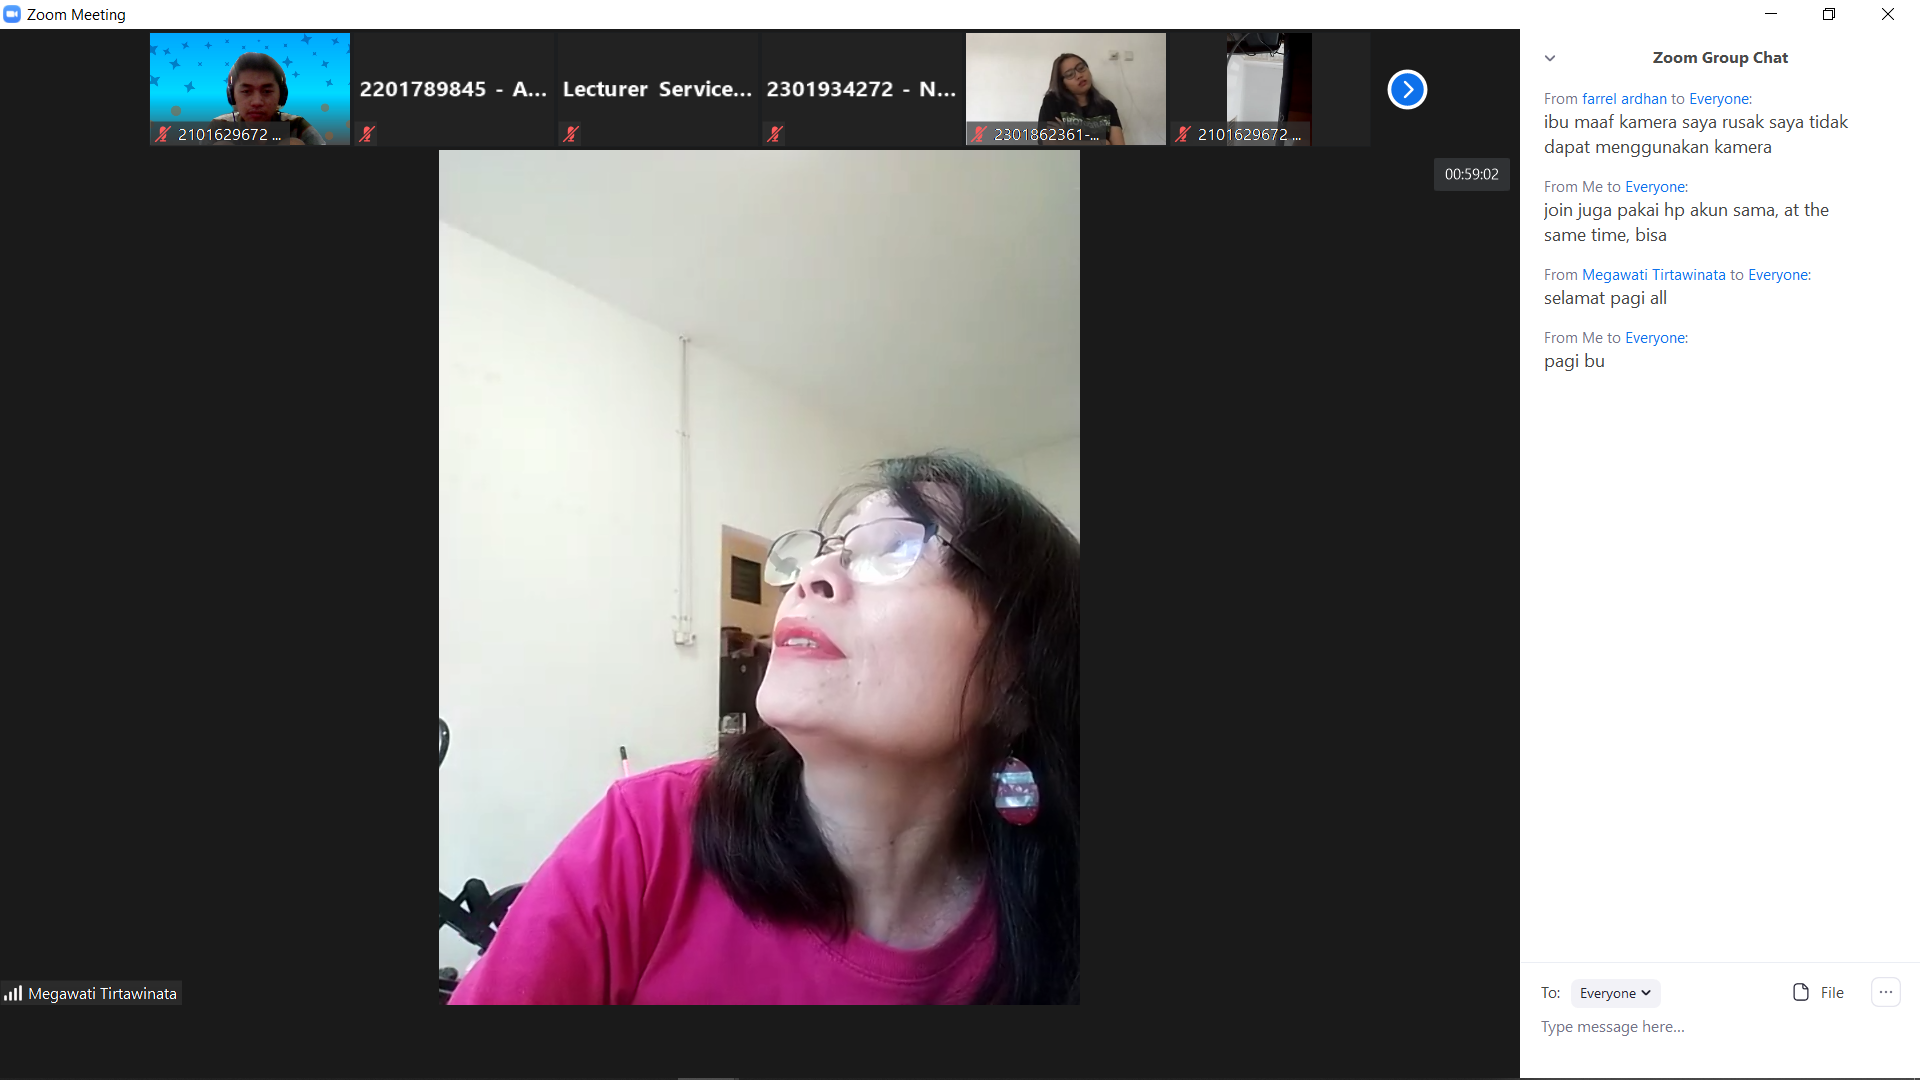 Zoom Meeting
2101629672 ...
2201789845 - A...
Lecturer Service...
2301934272 - N...
2301862361-...
2101629672 ...
00:59:02
Megawati Tirtawinata
Zoom Group Chat
From farrel ardhan to Everyone:
ibu maaf kamera saya rusak saya tidak
dapat menggunakan kamera
From Me to Everyone:
join juga pakai hp akun sama, at the
same time, bisa
From Megawati Tirtawinata to Everyone:
selamat pagi all
From Me to Everyone:
pagi bu
To: Everyone
File
Type message here...